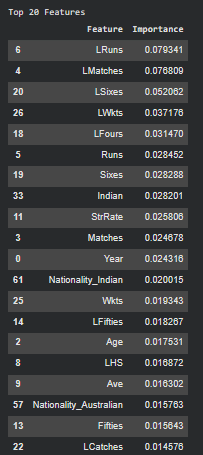 Top 20 Features
Feature Importance
6 LRuns 0.079341
4 LMatches 0.076809
20 LSixes 0.052062
26 LWkts 0.037176
18 LFours 0.031470
5 Runs 0.028452
19 Sixes 0.028288
33 Indian 0.028201
11 StrRate 0.025806
3 Matches 0.024678
0 Year 0.024316
61 Nationality_Indian 0.020015
25 Wkts 0.019343
14 LFifties 0.018267
2 Age 0.017531
8 LHS 0.016872
9 Ave 0.016302
57 Nationality_Australian 0.015763
13 Fifties 0.015643
22 LCatches 0.014576